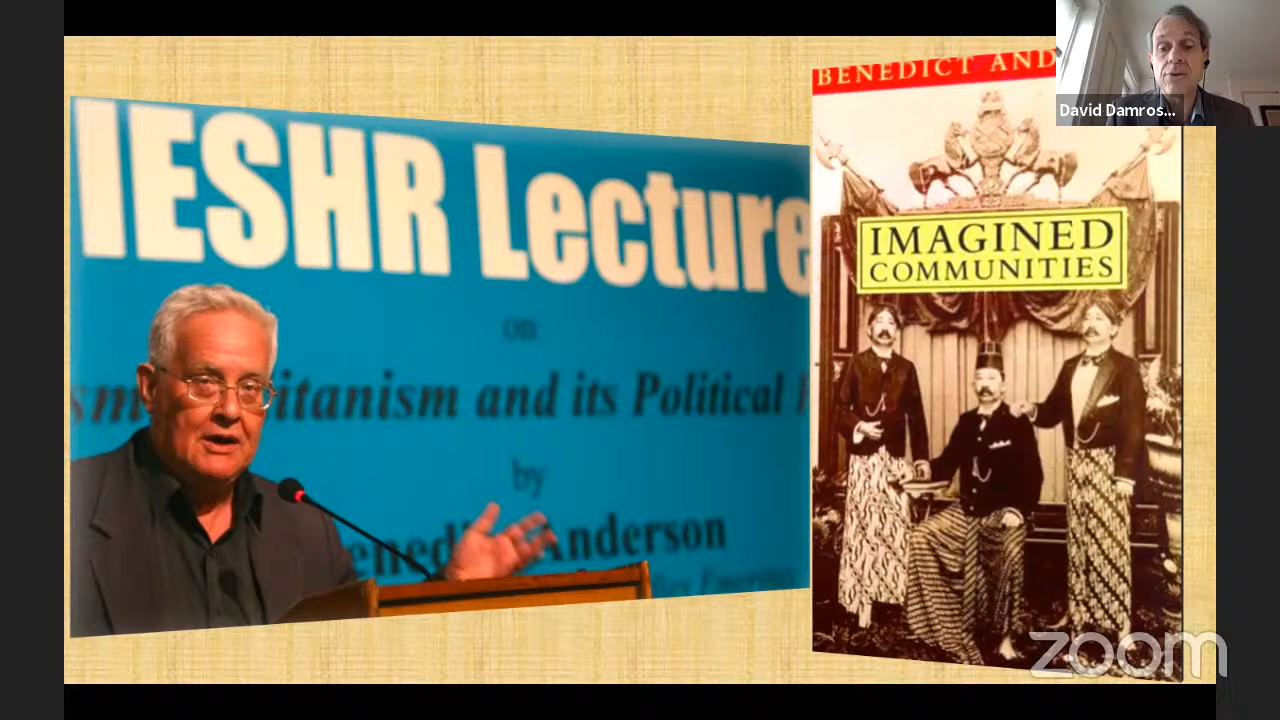 IESHR Lecture
on
itanism and its Political
by
Anderson
BENEDICT AND
IMAGINED
COMMUNITIES
David Damros...
zoom